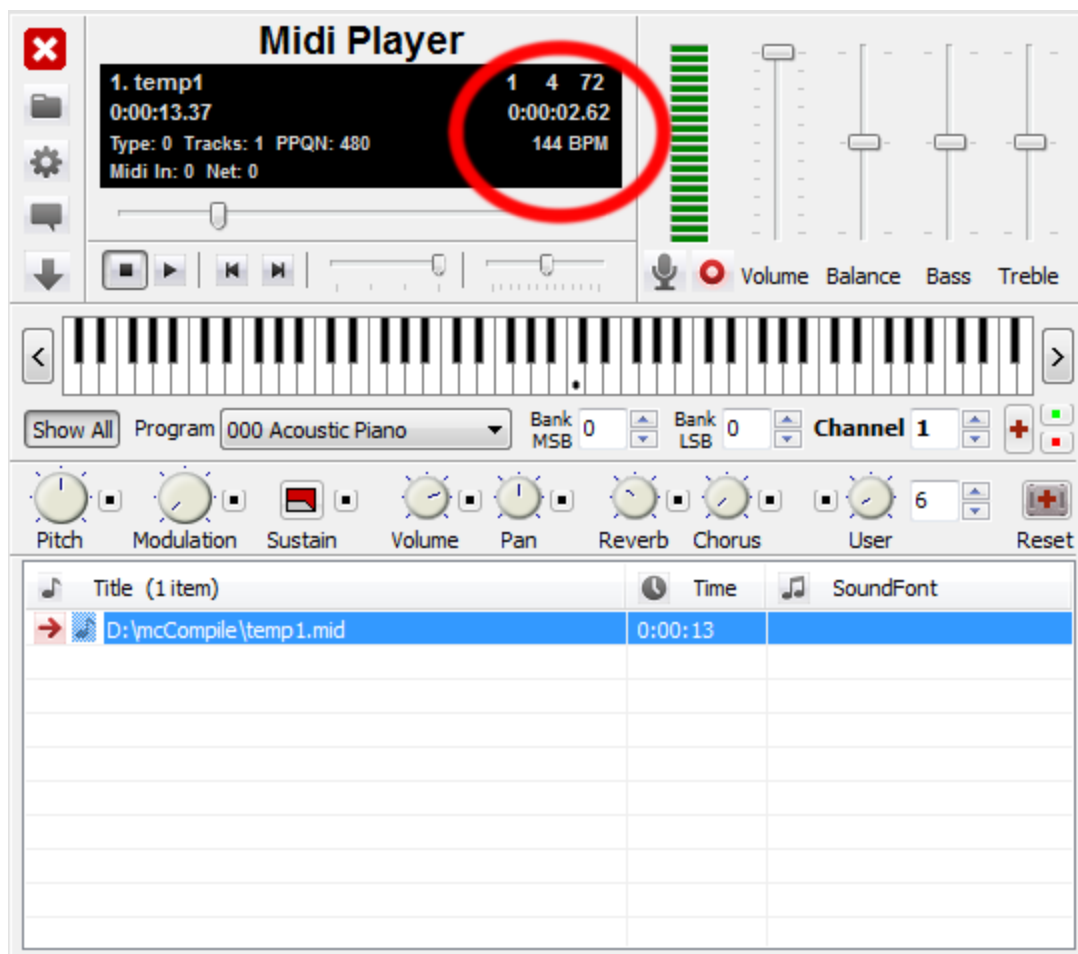 Midi Player
1. temp1 1 4 72
0:00:13.37 0:00:02.62
Type: 0 Tracks: 1 PPQN: 480 144 BPM
Midi In: 0 Net: 0
Volume Balance Bass Treble
< >
Show All Program 000 Acoustic Piano Bank MSB 0 Bank LSB 0 Channel 1
6
Pitch Modulation Sustain Volume Pan Reverb Chorus User Reset
Title (1 item) Time SoundFont
D:\mcCompile\temp1.mid 0:00:13